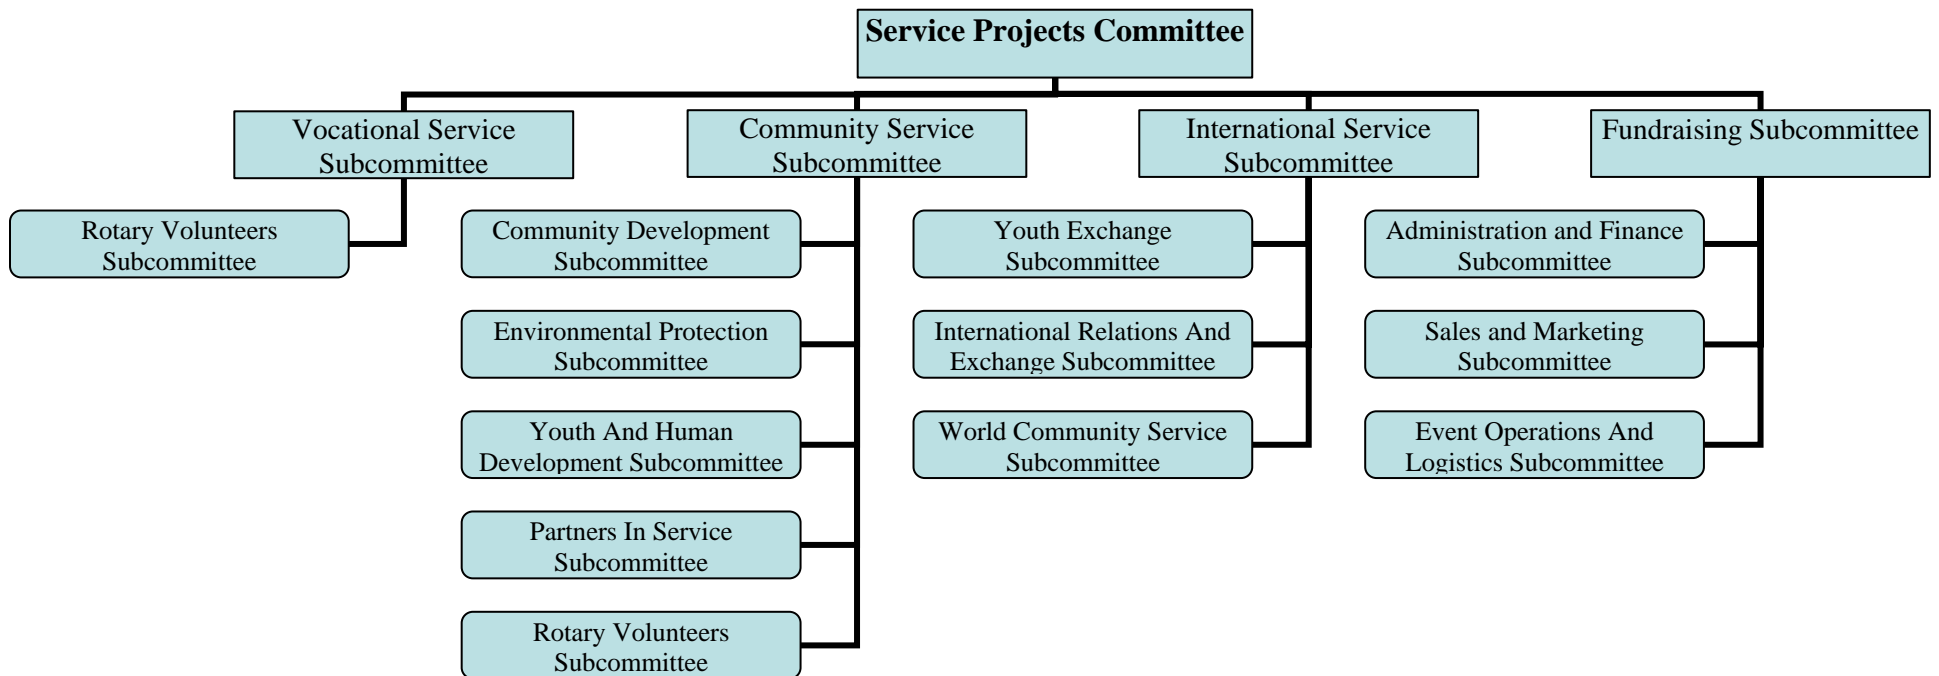 Service Projects Committee
Vocational Service
Subcommittee
Community Service
Subcommittee
International Service
Subcommittee
Fundraising Subcommittee
Rotary Volunteers
Subcommittee
Community Development
Subcommittee
Youth Exchange
Subcommittee
Administration and Finance
Subcommittee
Environmental Protection
Subcommittee
International Relations And
Exchange Subcommittee
Sales and Marketing
Subcommittee
Youth And Human
Development Subcommittee
World Community Service
Subcommittee
Event Operations And
Logistics Subcommittee
Partners In Service
Subcommittee
Rotary Volunteers
Subcommittee